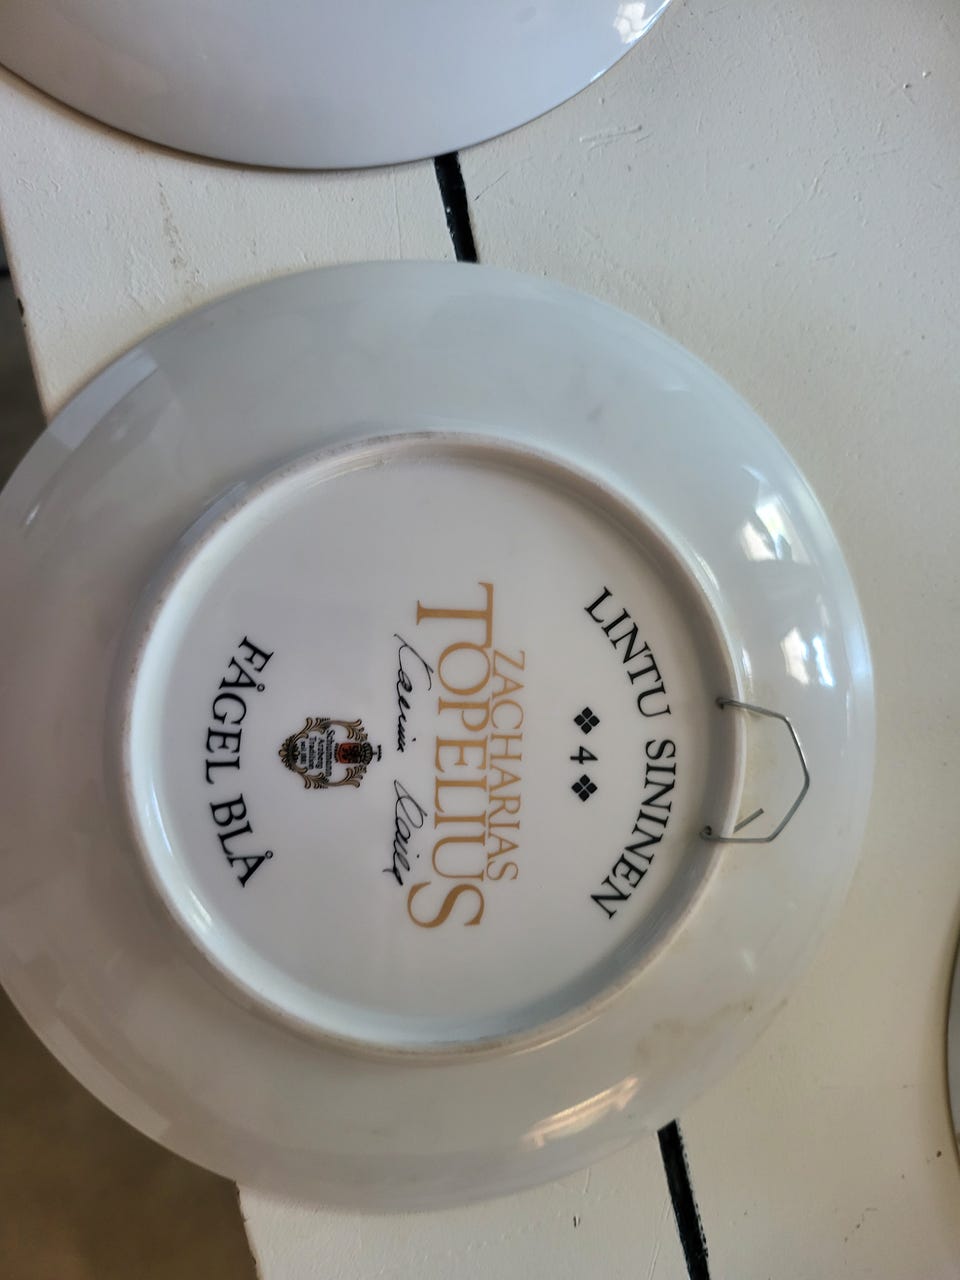 LINTU SININEN
❖ 4 ❖
ZACHARIAS
TOPELIUS
FÅGEL BLÅ